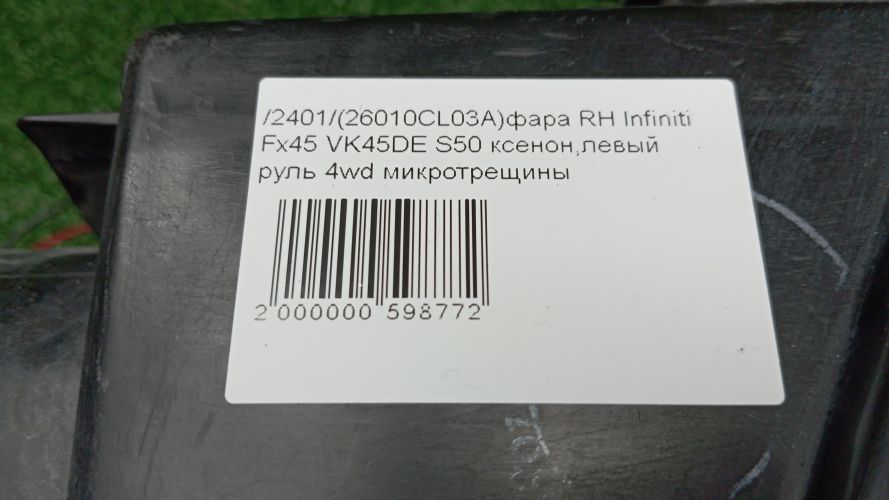 /2401/(26010CL03A)фара RH Infiniti
Fx45 VK45DE S50 ксенон,левый
руль 4wd микротрещины
2 000000 598772